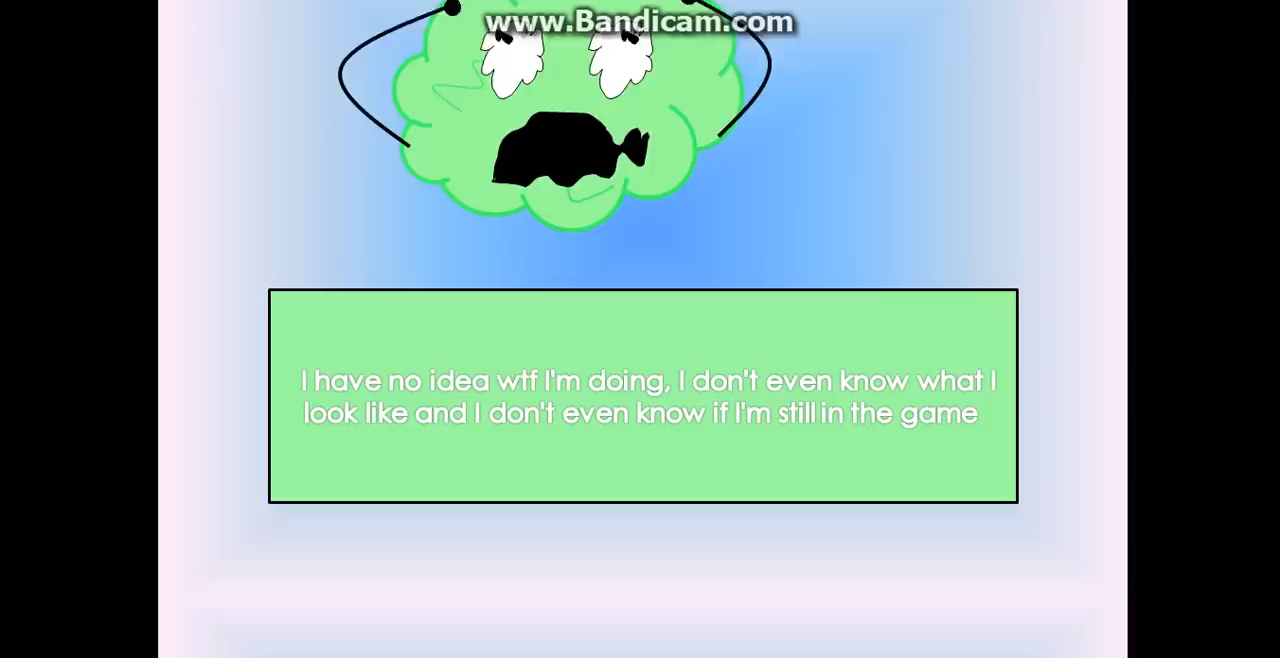 www.Bandicam.com
I have no idea wtf I'm doing, I don't even know what I
look like and I don't even know if I'm still in the game